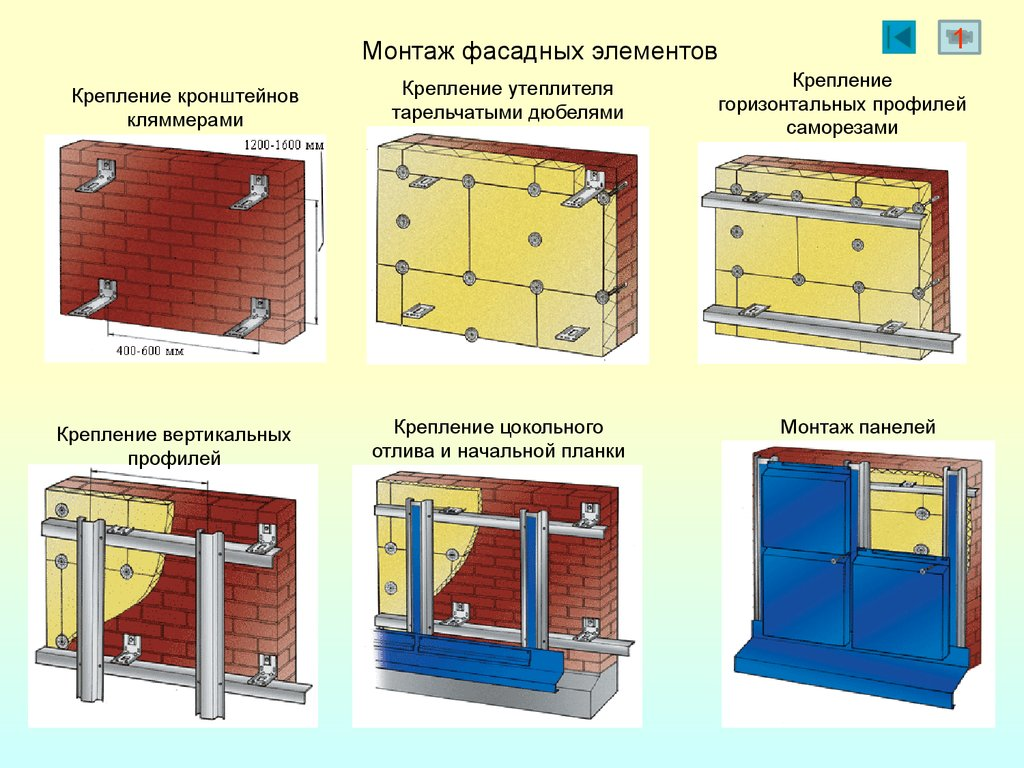 Монтаж фасадных элементов
1
Крепление кронштейнов
кляммерами
1200-1600 мм
400-600 мм
Крепление утеплителя
тарельчатыми дюбелями
Крепление
горизонтальных профилей
саморезами
Крепление вертикальных
профилей
Крепление цокольного
отлива и начальной планки
Монтаж панелей